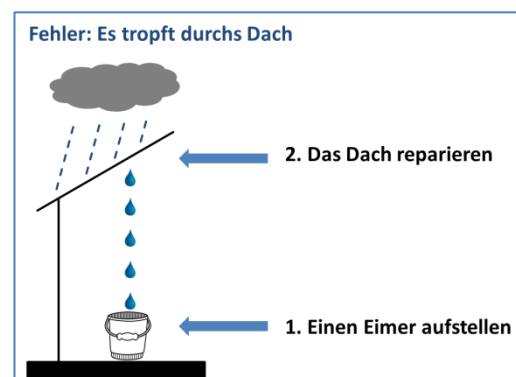 Fehler: Es tropft durchs Dach
2. Das Dach reparieren
1. Einen Eimer aufstellen